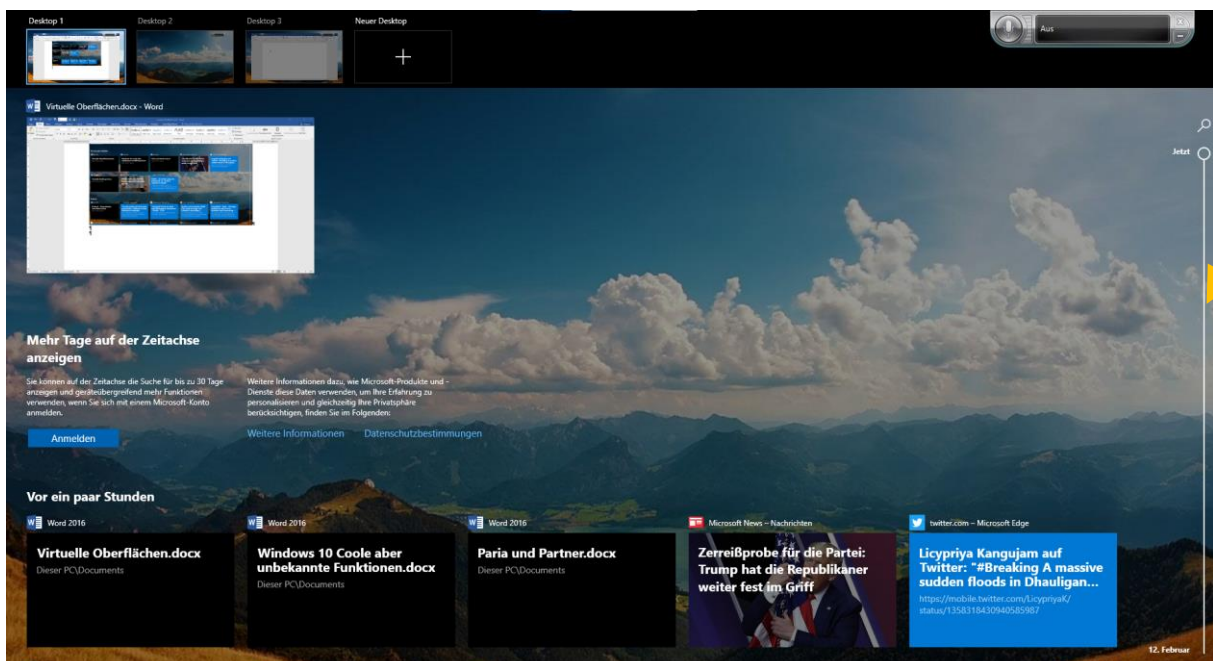 Desktop 1
Desktop 2
Desktop 3
Neuer Desktop
Aus
Virtuelle Oberflächen.docx - Word
Jetzt
Mehr Tage auf der Zeitachse
anzeigen
Sie können auf der Zeitachse die Suche für bis zu 30 Tage
anzeigen und geräteübergreifend mehr Funktionen
verwenden, wenn Sie sich mit einem Microsoft-Konto
anmelden.
Anmelden
Weitere Informationen dazu, wie Microsoft-Produkte und -
Dienste diese Daten verwenden, um Ihre Erfahrung zu
personalisieren und gleichzeitig Ihre Privatsphäre
berücksichtigen, finden Sie im Folgenden:
Weitere Informationen
Datenschutzbestimmungen
Vor ein paar Stunden
Word 2016
Virtuelle Oberflächen.docx
Dieser PC\Documents
Word 2016
Windows 10 Coole aber
unbekannte Funktionen.docx
Dieser PC\Documents
Word 2016
Paria und Partner.docx
Dieser PC\Documents
Microsoft News – Nachrichten
Zerreißprobe für die Partei:
Trump hat die Republikaner
weiter fest im Griff
twitter.com – Microsoft Edge
Licypriya Kangujam auf
Twitter: "#Breaking A massive
sudden floods in Dhauligan...
https://mobile.twitter.com/LicypriyaK/
status/1358318430940585987
12. Februar